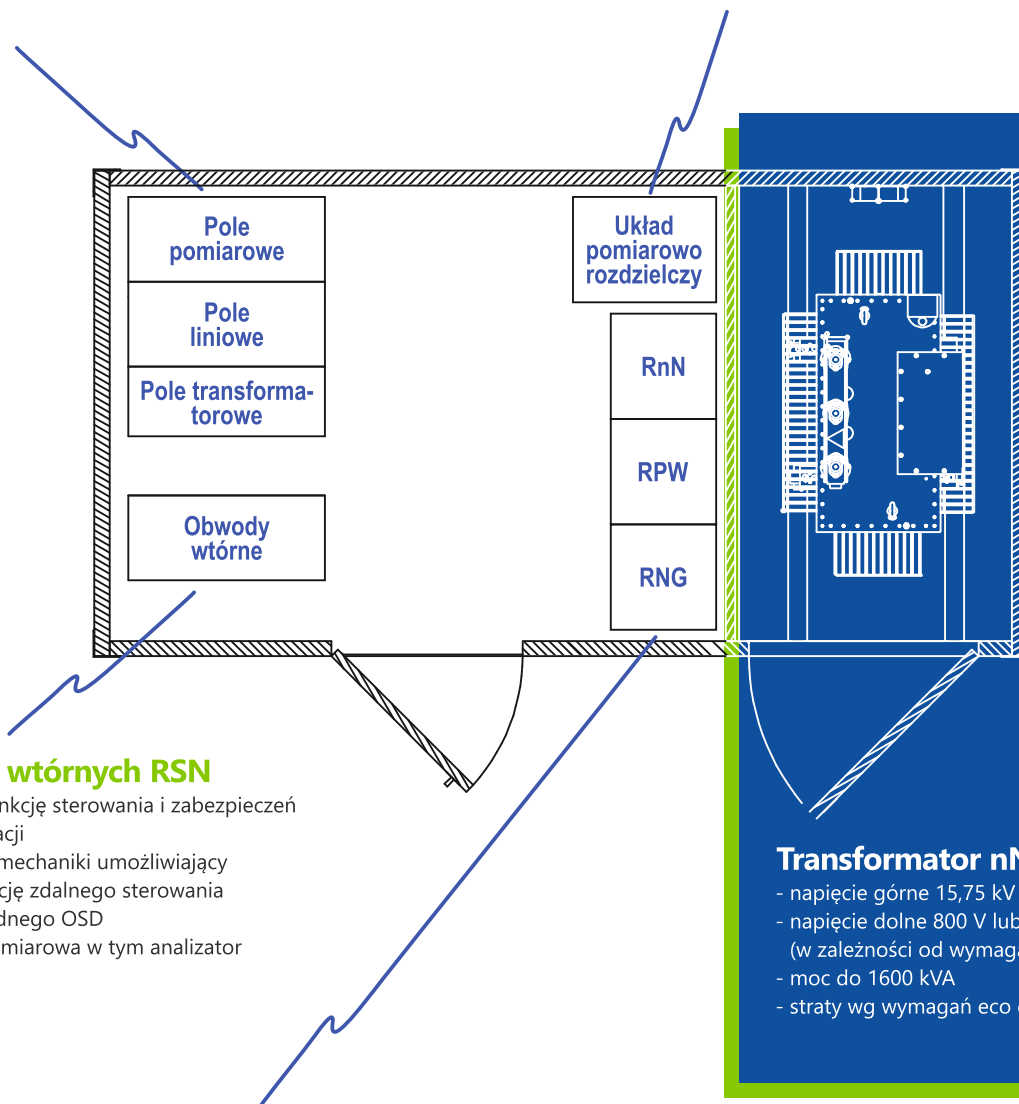 Pole
pomiarowe
Pole
liniowe
Pole transforma-
torowe
Obwody
wtórne
Układ
pomiarowo
rozdzielczy
RnN
RPW
RNG
wtórnych RSN
nkcję sterowania i zabezpieczeń
acji
mechaniki umożliwiający
cję zdalnego sterowania
dnego OSD
miarowa w tym analizator
Transformator nN
- napięcie górne 15,75 kV
- napięcie dolne 800 V lub
(w zależności od wymaga
- moc do 1600 kVA
- straty wg wymagań eco